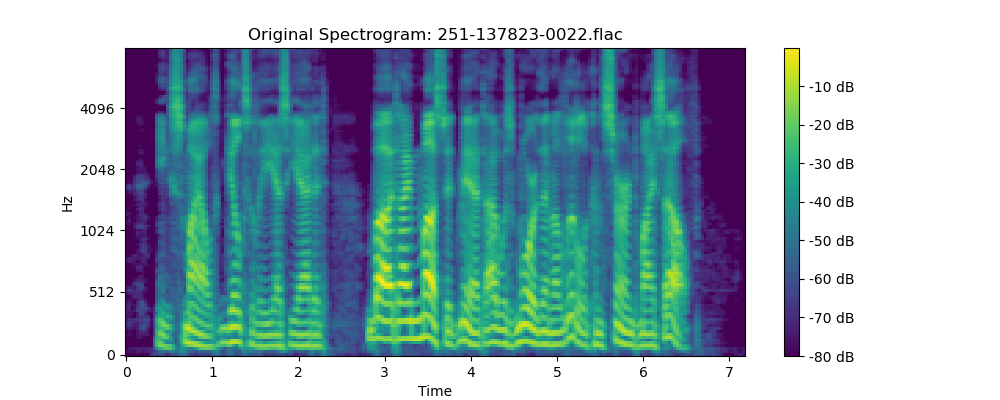 Original Spectrogram: 251-137823-0022.flac
Hz
4096
2048
1024
512
0
0 1 2 3 4 5 6 7
Time
-10 dB
-20 dB
-30 dB
-40 dB
-50 dB
-60 dB
-70 dB
-80 dB